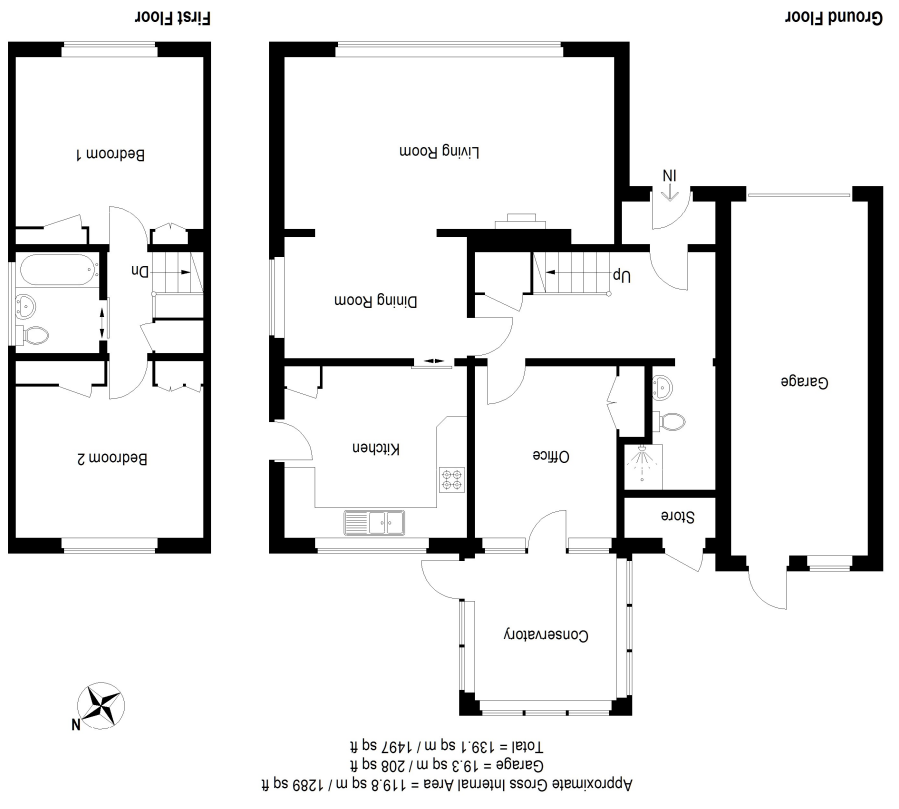 Approximate Gross Internal Area = 119.8 sq m / 1289 sq ft
Garage = 19.3 sq m / 208 sq ft
Total = 139.1 sq m / 1497 sq ft
N
Conservatory
Store
Office
Kitchen
Bedroom 2
Garage
Dining Room
Up
Dn
IN
Living Room
Bedroom 1
Ground Floor
First Floor